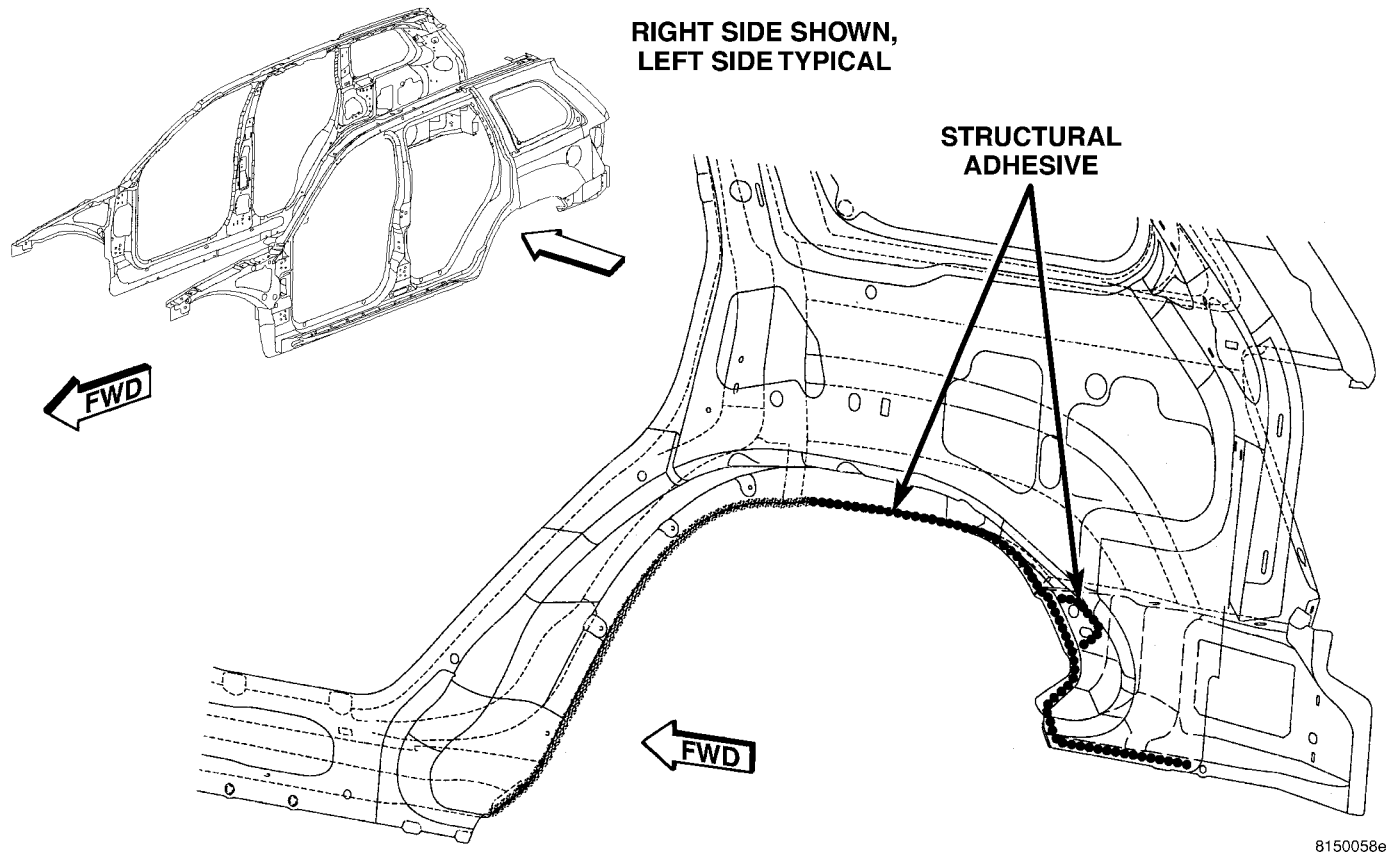 RIGHT SIDE SHOWN,
LEFT SIDE TYPICAL
STRUCTURAL
ADHESIVE
FWD
FWD
8150058e